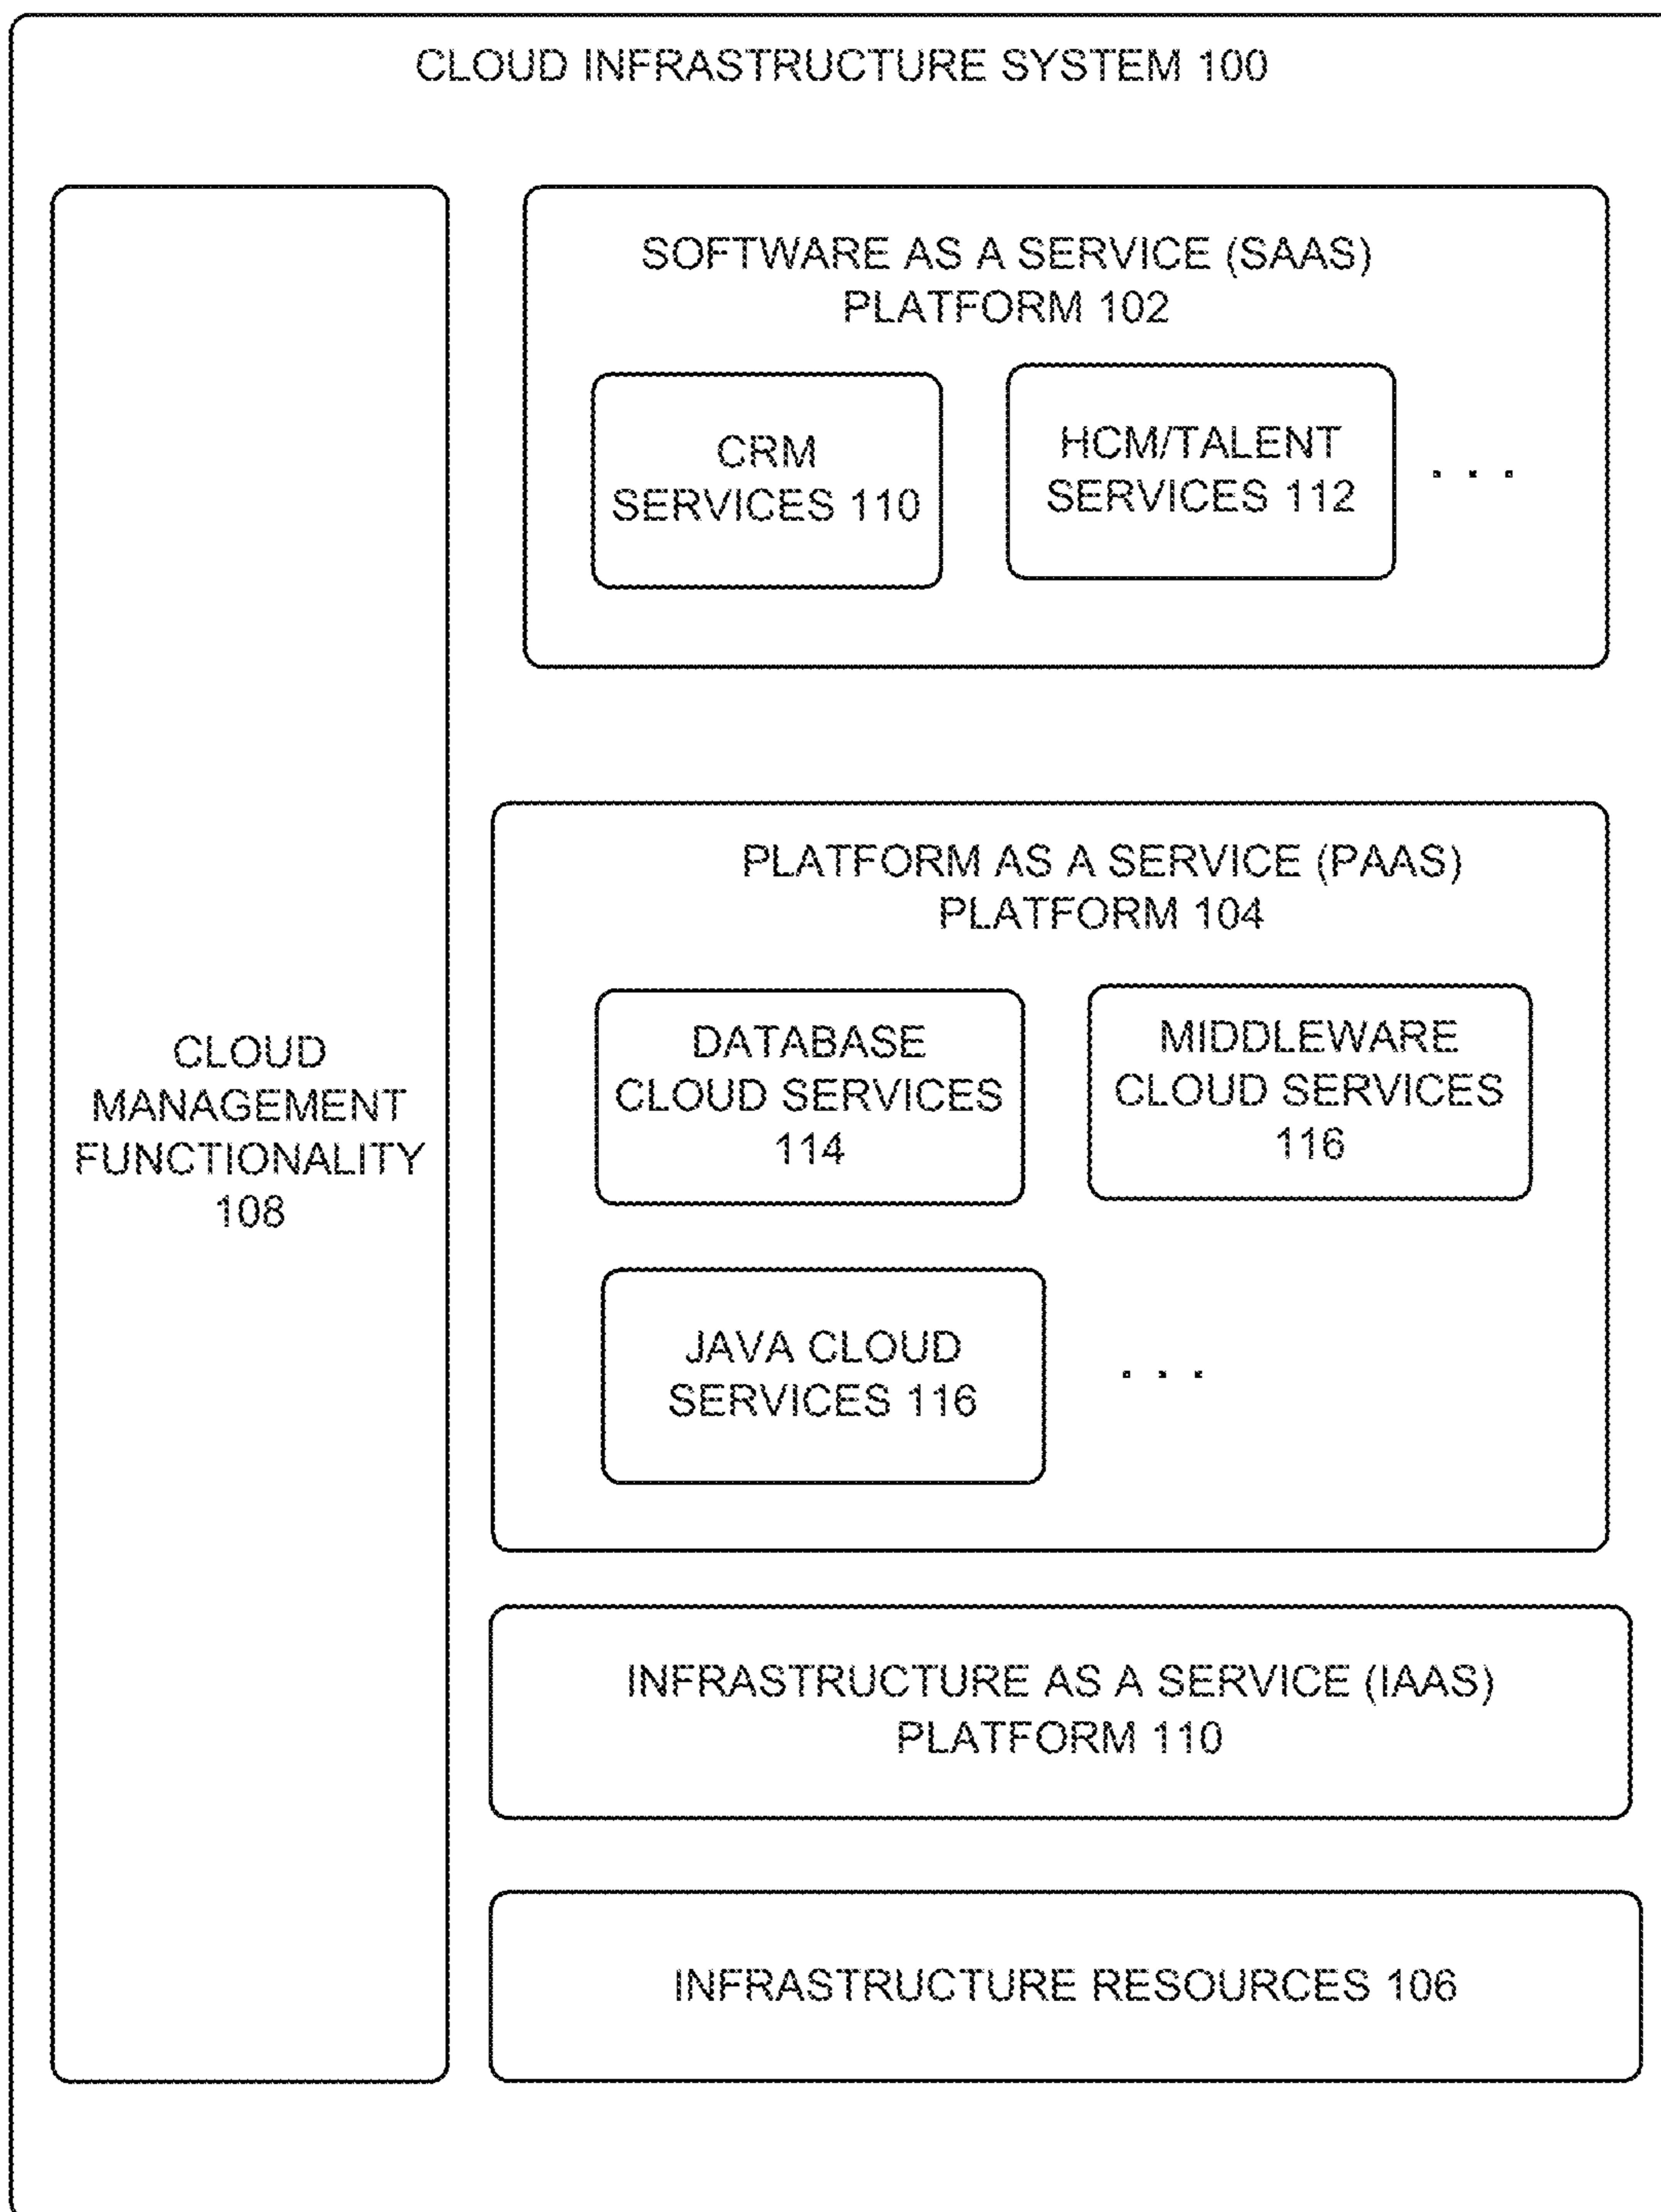 CLOUD INFRASTRUCTURE SYSTEM 100
SOFTWARE AS A SERVICE (SAAS)
PLATFORM 102
CRM
SERVICES 110
HCM/TALENT
SERVICES 112
. . .
CLOUD
MANAGEMENT
FUNCTIONALITY
108
PLATFORM AS A SERVICE (PAAS)
PLATFORM 104
DATABASE
CLOUD SERVICES
114
MIDDLEWARE
CLOUD SERVICES
116
JAVA CLOUD
SERVICES 116
. . .
INFRASTRUCTURE AS A SERVICE (IAAS)
PLATFORM 110
INFRASTRUCTURE RESOURCES 106